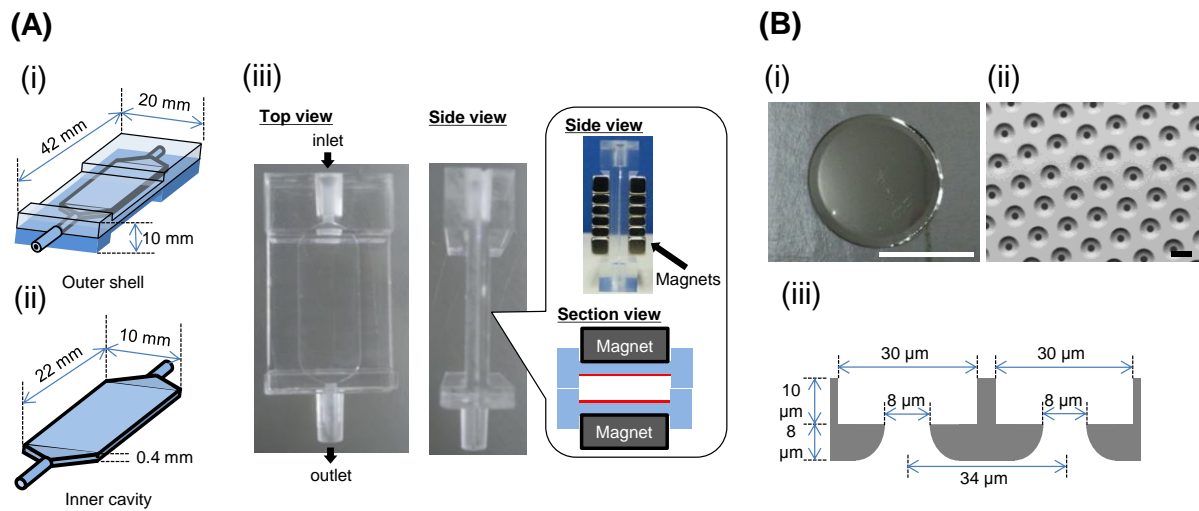 (A)
(i)
20 mm
42 mm
10 mm
Outer shell
(ii)
10 mm
22 mm
0.4 mm
Inner cavity
(iii)
Top view
inlet
outlet
Side view
Side view
Magnets
Section view
Magnet
Magnet
(B)
(i)
(ii)
(iii)
30 µm
30 µm
10
µm
8 µm
8 µm
8
µm
34 µm